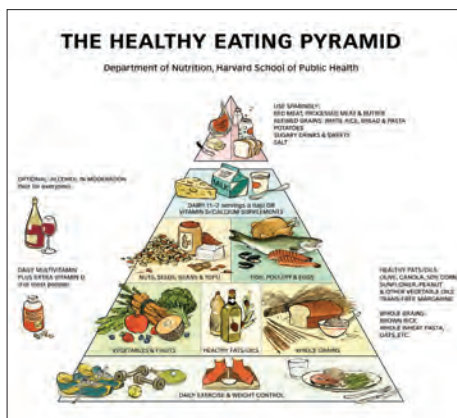 THE HEALTHY EATING PYRAMID
Department of Nutrition, Harvard School of Public Health
USE SPARINGLY:
RED MEAT, PROCESSED MEAT & BUTTER
REFINED GRAINS: WHITE RICE, BREAD & PASTA
POTATOES
SUGARY DRINKS & SWEETS
SALT
OPTIONAL: ALCOHOL IN MODERATION
(Not for everyone)
MILK
DAIRY (1–2 servings a day) OR
VITAMIN D/CALCIUM SUPPLEMENTS
NUTS, SEEDS, BEANS & TOFU
FISH, POULTRY & EGGS
DAILY MULTIVITAMIN
PLUS EXTRA VITAMIN D
(For most people)
HEALTHY FATS/OILS:
OLIVE, CANOLA, SOY, CORN,
SUNFLOWER, PEANUT
& OTHER VEGETABLE OILS;
TRANS-FREE MARGARINE
WHOLE GRAINS:
BROWN RICE,
WHOLE WHEAT PASTA,
OATS, ETC.
VEGETABLES & FRUITS
HEALTHY FATS/OILS
WHOLE GRAINS
DAILY EXERCISE & WEIGHT CONTROL